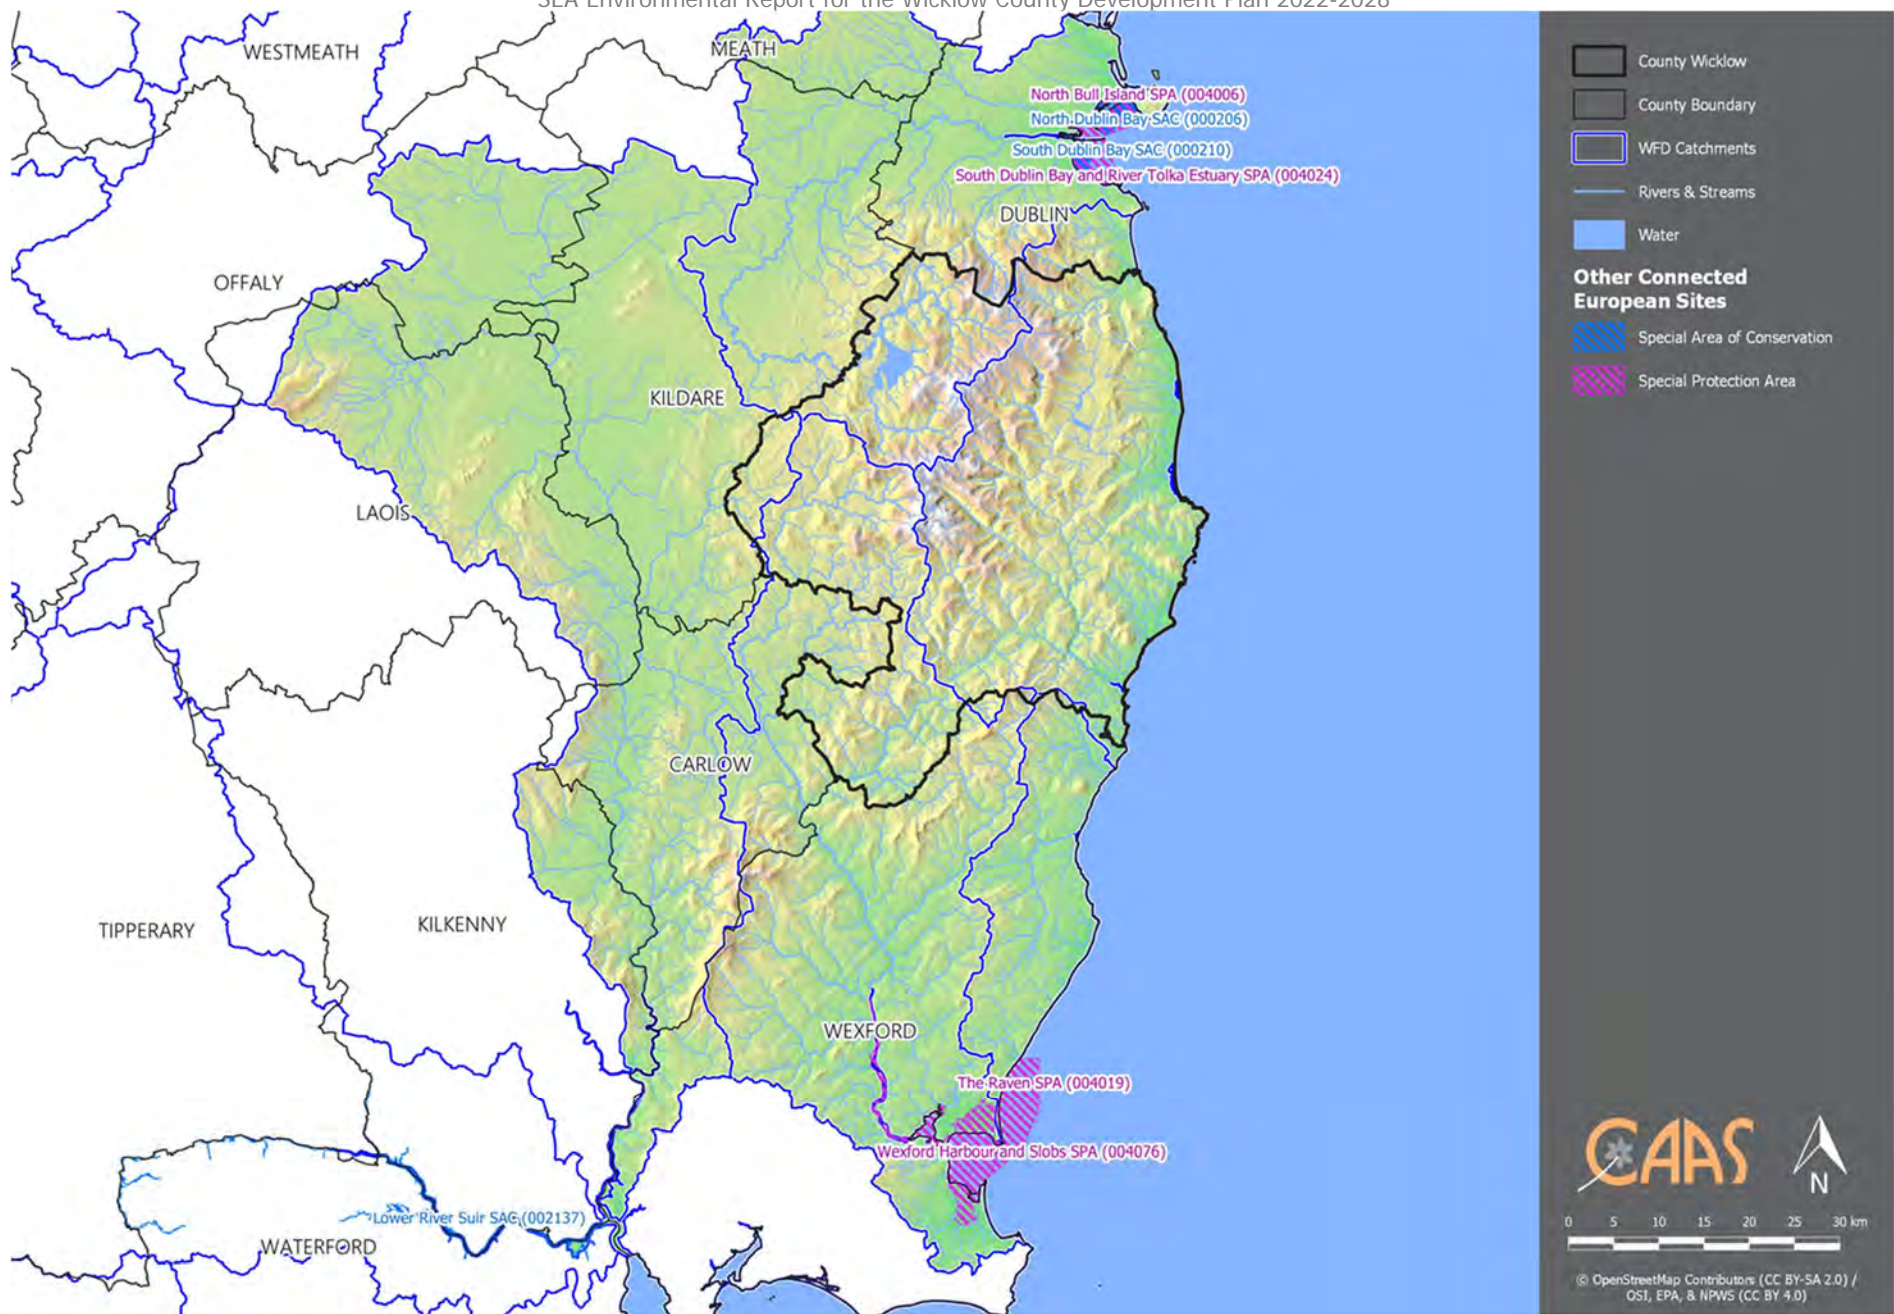 SEA Environmental Report for the Wicklow County Development Plan 2022-2028
WESTMEATH
MEATH
North Bull Island SPA (004006)
North Dublin Bay SAC (000206)
South Dublin Bay SAC (000210)
South Dublin Bay and River Tolka Estuary SPA (004024)
DUBLIN
OFFALY
KILDARE
LAOIS
CARLOW
TIPPERARY
KILKENNY
WEXFORD
The Raven SPA (004019)
Wexford Harbour and Slobs SPA (004076)
Lower River Suir SAC (002137)
WATERFORD
County Wicklow
County Boundary
WFD Catchments
Rivers & Streams
Water
Other Connected
European Sites
Special Area of Conservation
Special Protection Area
CAAS
N
0 5 10 15 20 25 30 km
© OpenStreetMap Contributors (CC BY-SA 2.0) /
OSI, EPA, & NPWS (CC BY 4.0)